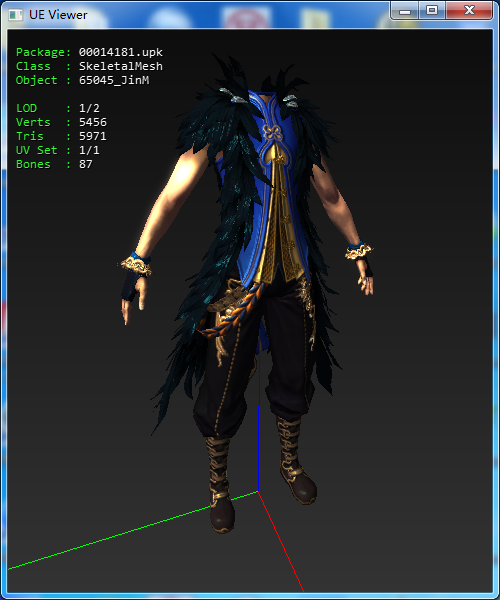 UE Viewer
Package: 00014181.upk
Class  : SkeletalMesh
Object : 65045_JinM
LOD    : 1/2
Verts  : 5456
Tris   : 5971
UV Set : 1/1
Bones  : 87